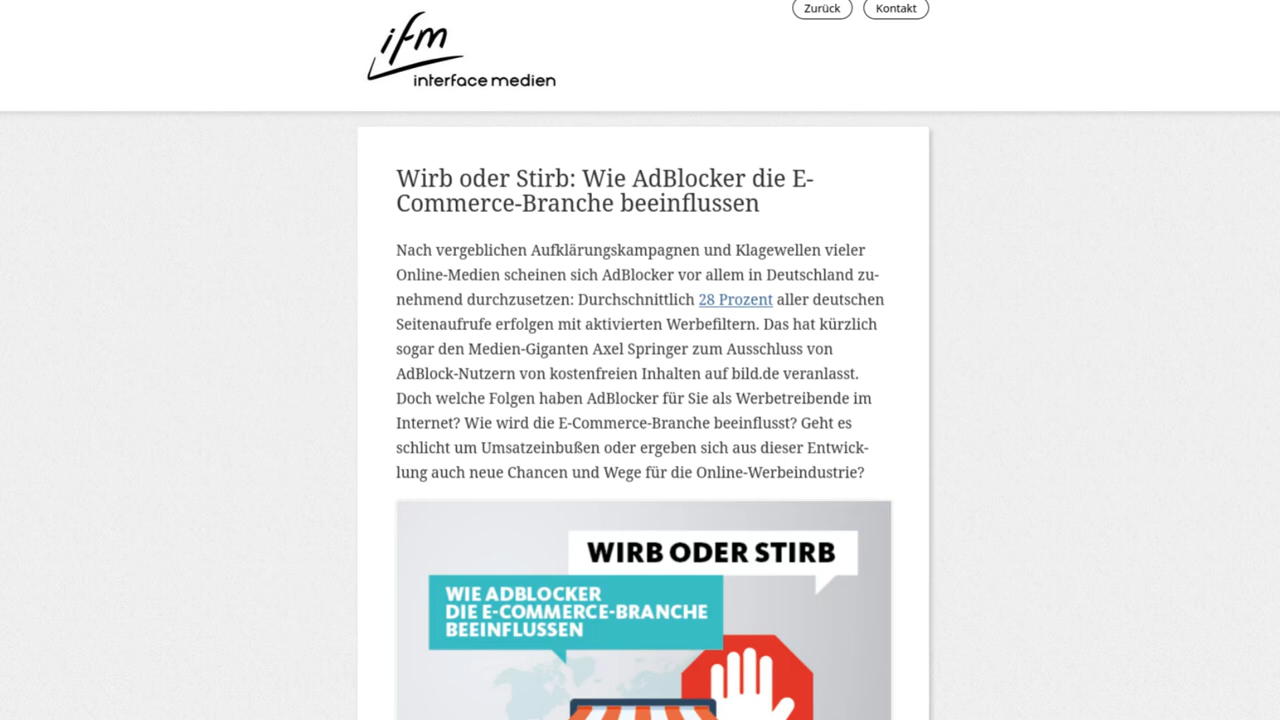 Zurück
Kontakt
ifm
interface medien
Wirb oder Stirb: Wie AdBlocker die E-
Commerce-Branche beeinflussen
Nach vergeblichen Aufklärungskampagnen und Klagewellen vieler
Online-Medien scheinen sich AdBlocker vor allem in Deutschland zu-
nehmend durchzusetzen: Durchschnittlich 28 Prozent aller deutschen
Seitenaufrufe erfolgen mit aktivierten Werbefiltern. Das hat kürzlich
sogar den Medien-Giganten Axel Springer zum Ausschluss von
AdBlock-Nutzern von kostenfreien Inhalten auf bild.de veranlasst.
Doch welche Folgen haben AdBlocker für Sie als Werbetreibende im
Internet? Wie wird die E-Commerce-Branche beeinflusst? Geht es
schlicht um Umsatzeinbußen oder ergeben sich aus dieser Entwick-
lung auch neue Chancen und Wege für die Online-Werbeindustrie?
WIRB ODER STIRB
WIE ADBLOCKER
DIE E-COMMERCE-BRANCHE
BEEINFLUSSEN